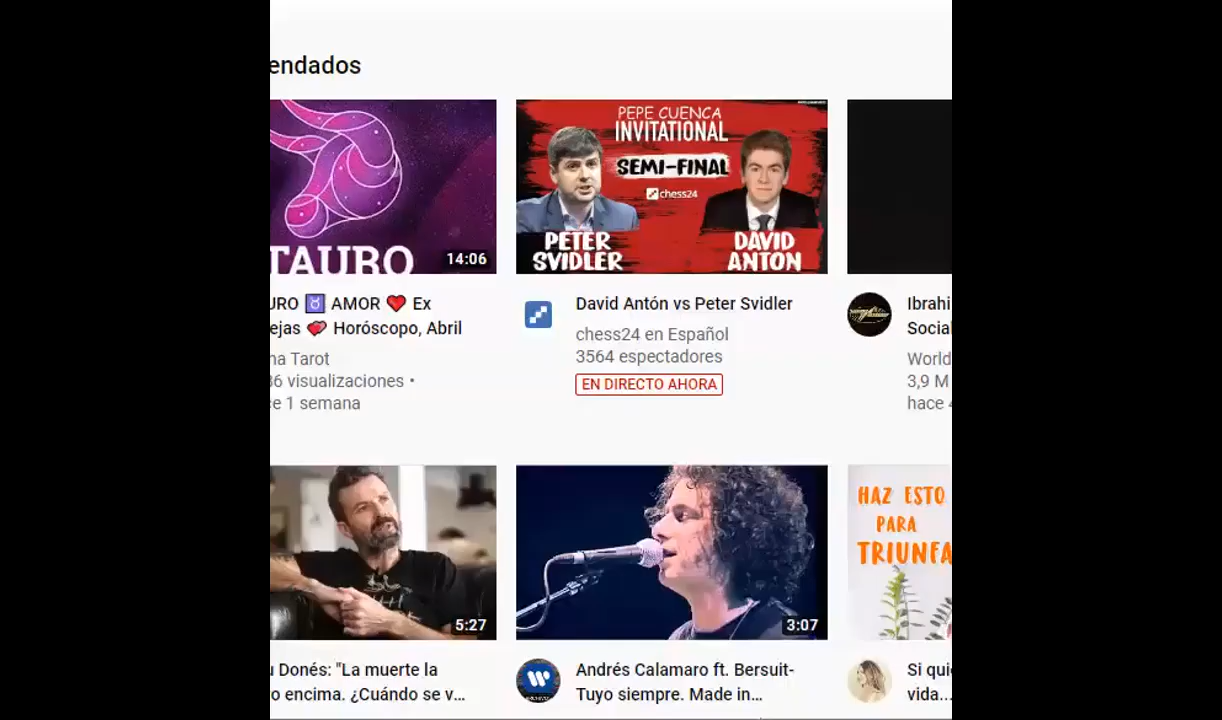 endados
TAURO
14:06
PEPE CUENCA
INVITATIONAL
SEMI-FINAL
chess24
PETER
SVIDLER
DAVID
ANTON
URO ♉ AMOR ❤️ Ex
ejas 💞 Horóscopo, Abril
na Tarot
36 visualizaciones •
ce 1 semana
David Antón vs Peter Svidler
chess24 en Español
3564 espectadores
EN DIRECTO AHORA
Ibrahi
Social
World
3,9 M
hace
5:27
3:07
HAZ ESTO
PARA
TRIUNFA
u Donés: "La muerte la
o encima. ¿Cuándo se v...
Andrés Calamaro ft. Bersuit-
Tuyo siempre. Made in...
Si qui
vida...